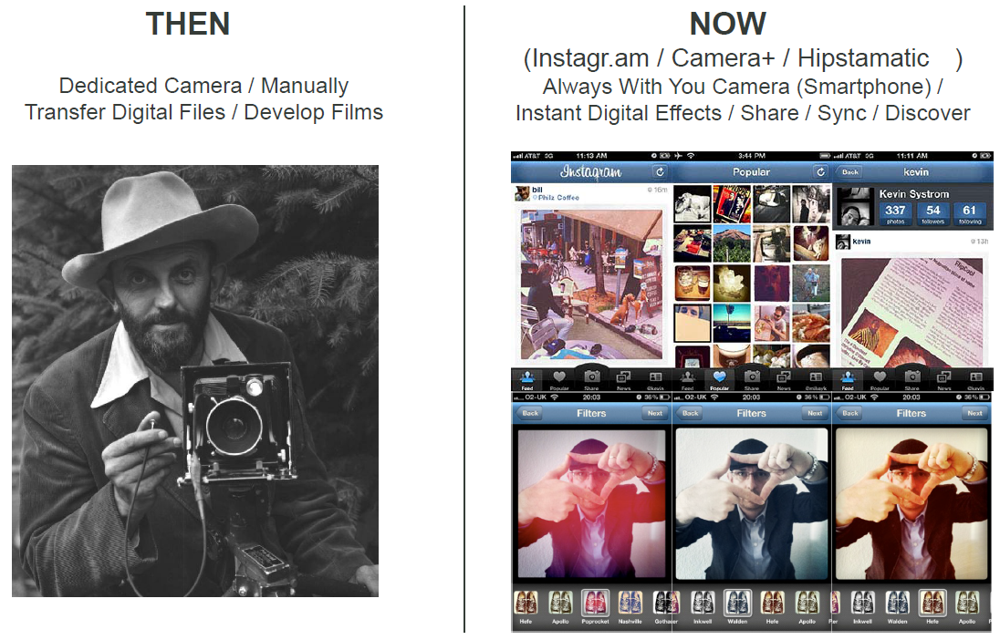 THEN
Dedicated Camera / Manually
Transfer Digital Files / Develop Films
NOW
(Instagr.am / Camera+ / Hipstamatic )
Always With You Camera (Smartphone) /
Instant Digital Effects / Share / Sync / Discover
AT&T 3G 11:13 AM
Instagram
bill 16m
Philz Coffee
Feed Popular Share News @kevin
3:44 PM
Popular
Feed Popular Share News @mikeyk
AT&T 3G 11:11 AM
Back kevin
Kevin Systrom
337 54 61
photos followers following
kevin 13h
Feed Popular Share News @kevin
O2-UK 20:03 36%
Back Filters Next
Hefe Apollo Poprocket Nashville Gotham
O2-UK 20:03 36%
Back Filters Next
Inkwell Walden Hefe Apollo
O2-UK 20:03 36%
Back Filters Next
Inkwell Walden Hefe Apollo